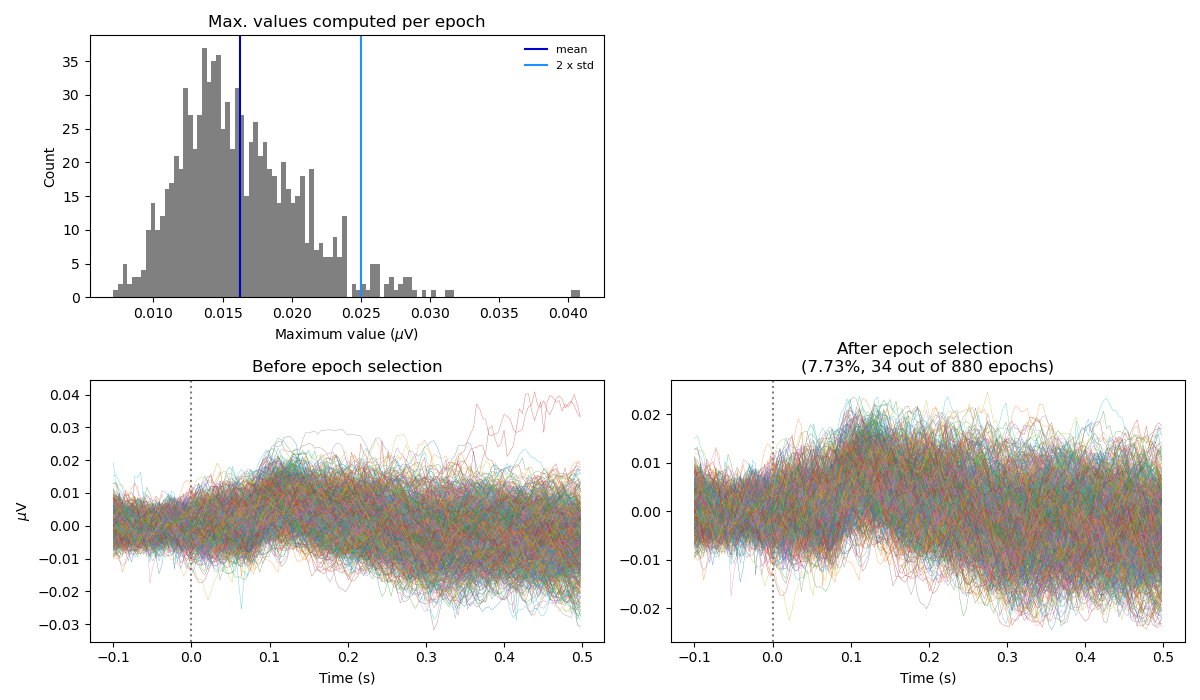 Max. values computed per epoch
Count
35
30
25
20
15
10
5
0
mean
2 x std
0.010 0.015 0.020 0.025 0.030 0.035 0.040
Maximum value (μV)
Before epoch selection
μV
0.04
0.03
0.02
0.01
0.00
−0.01
−0.02
−0.03
−0.1 0.0 0.1 0.2 0.3 0.4 0.5
Time (s)
After epoch selection
(7.73%, 34 out of 880 epochs)
0.02
0.01
0.00
−0.01
−0.02
−0.1 0.0 0.1 0.2 0.3 0.4 0.5
Time (s)